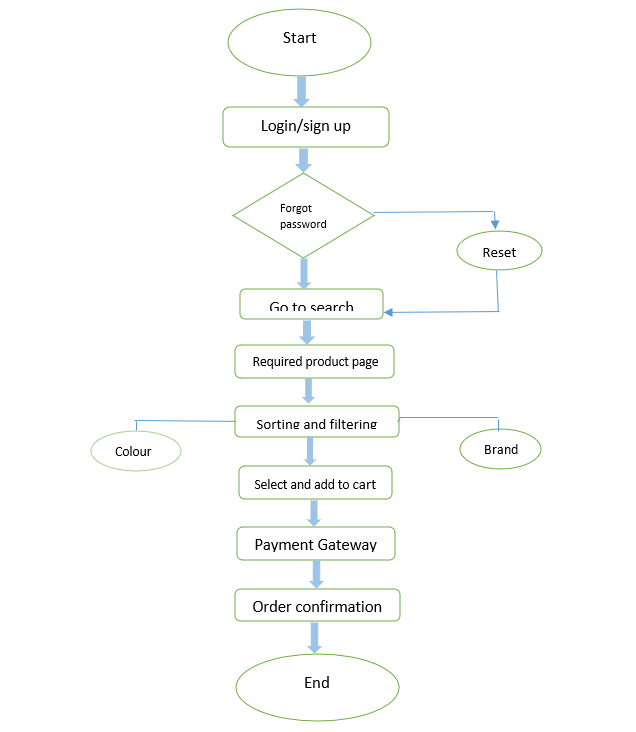 Start
Login/sign up
Forgot
password
Reset
Go to search
Required product page
Sorting and filtering
Colour
Brand
Select and add to cart
Payment Gateway
Order confirmation
End